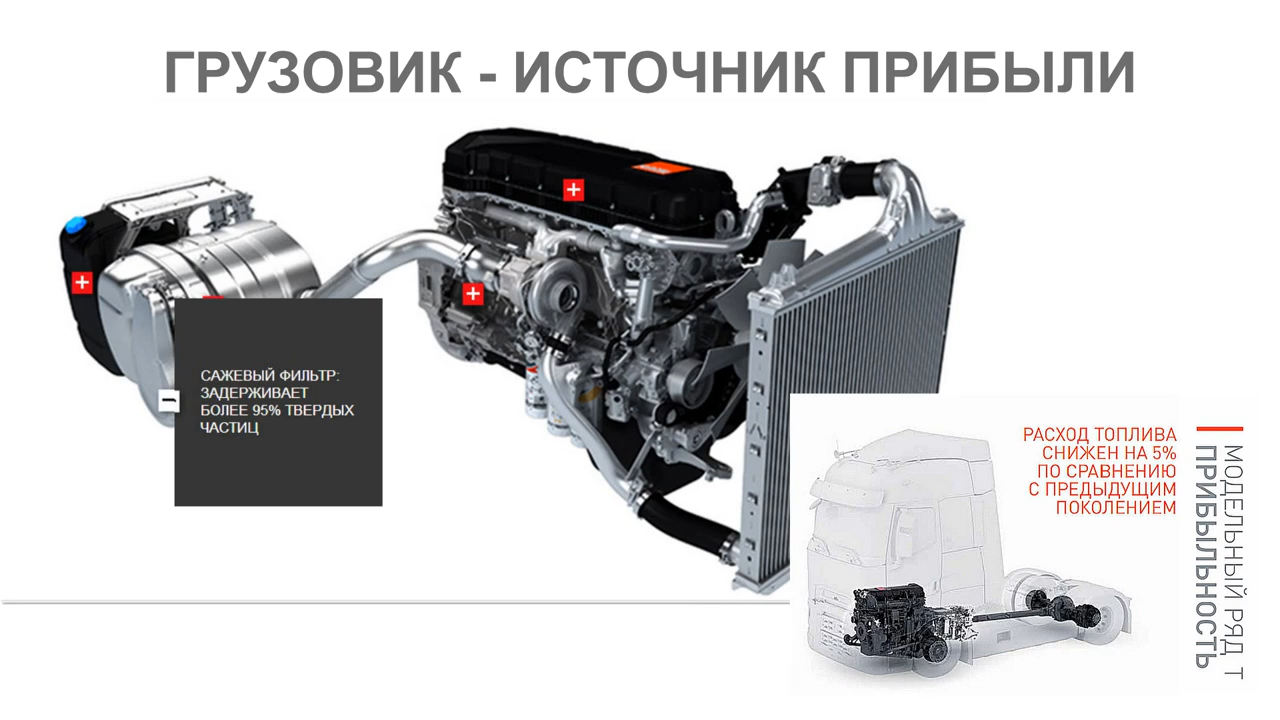 ГРУЗОВИК - ИСТОЧНИК ПРИБЫЛИ
САЖЕВЫЙ ФИЛЬТР:
ЗАДЕРЖИВАЕТ
БОЛЕЕ 95% ТВЕРДЫХ
ЧАСТИЦ
РАСХОД ТОПЛИВА
СНИЖЕН НА 5%
ПО СРАВНЕНИЮ
С ПРЕДЫДУЩИМ
ПОКОЛЕНИЕМ
МОДЕЛЬНЫЙ РЯД Т
ПРИБЫЛЬНОСТЬ